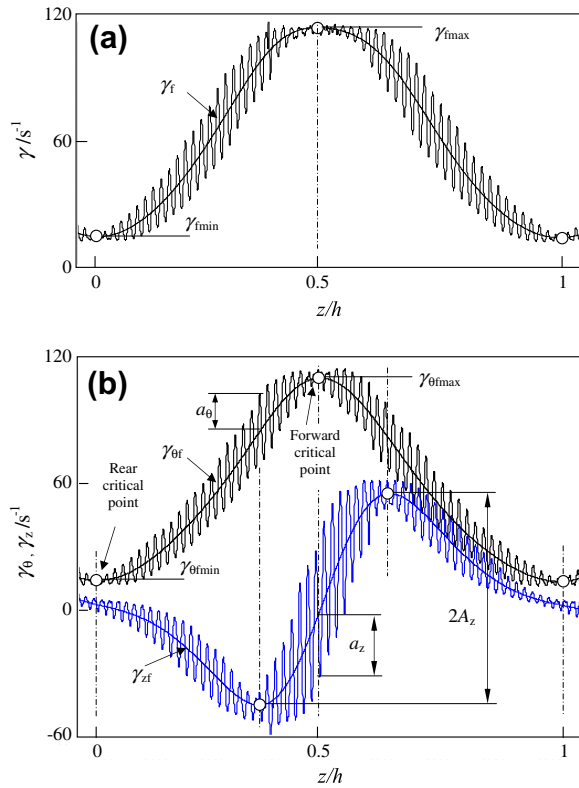 (a)
120
60
0
γ /s⁻¹
γf
γfmax
γfmin
0
0.5
1
z/h
(b)
120
60
0
-60
γθ , γz /s⁻¹
aθ
γθf
γθfmax
Forward
critical
point
Rear
critical
point
γθfmin
γzf
az
2Az
0
0.5
1
z/h